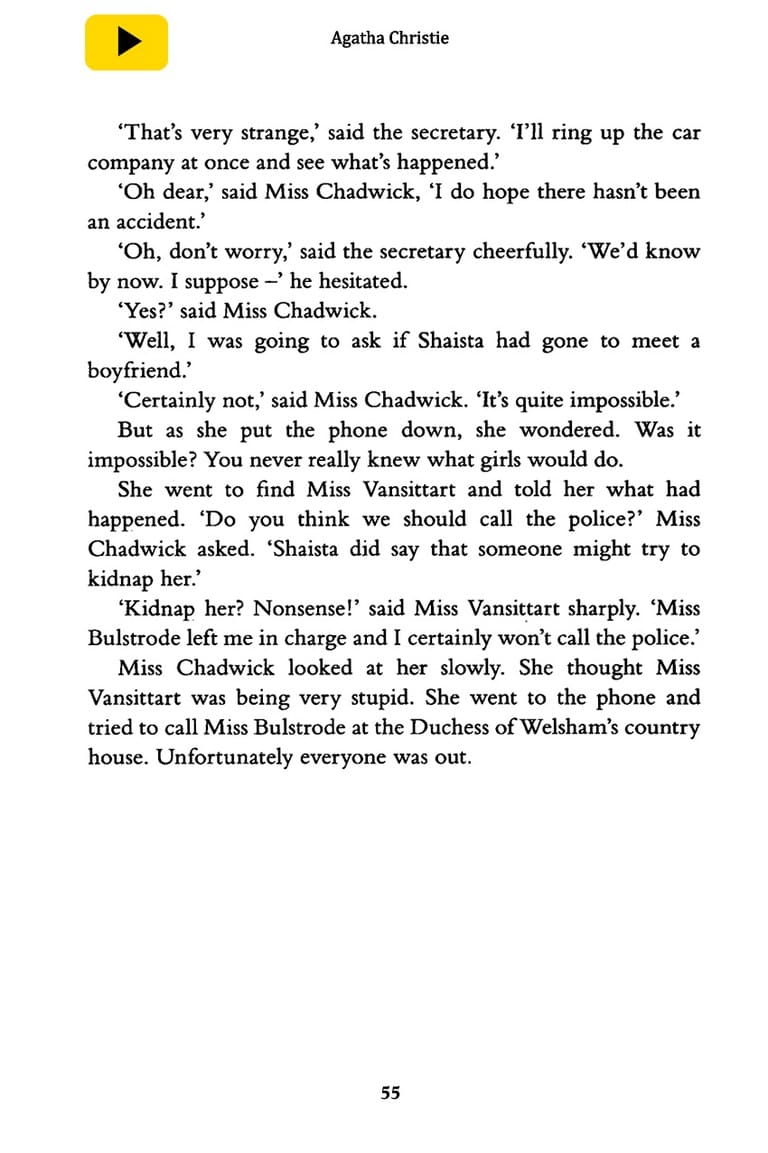 Agatha Christie
‘That’s very strange,’ said the secretary. ‘I’ll ring up the car
company at once and see what’s happened.’
‘Oh dear,’ said Miss Chadwick, ‘I do hope there hasn’t been
an accident.’
‘Oh, don’t worry,’ said the secretary cheerfully. ‘We’d know
by now. I suppose –’ he hesitated.
‘Yes?’ said Miss Chadwick.
‘Well, I was going to ask if Shaista had gone to meet a
boyfriend.’
‘Certainly not,’ said Miss Chadwick. ‘It’s quite impossible.’
But as she put the phone down, she wondered. Was it
impossible? You never really knew what girls would do.
She went to find Miss Vansittart and told her what had
happened. ‘Do you think we should call the police?’ Miss
Chadwick asked. ‘Shaista did say that someone might try to
kidnap her.’
‘Kidnap her? Nonsense!’ said Miss Vansittart sharply. ‘Miss
Bulstrode left me in charge and I certainly won’t call the police.’
Miss Chadwick looked at her slowly. She thought Miss
Vansittart was being very stupid. She went to the phone and
tried to call Miss Bulstrode at the Duchess of Welsham’s country
house. Unfortunately everyone was out.
55